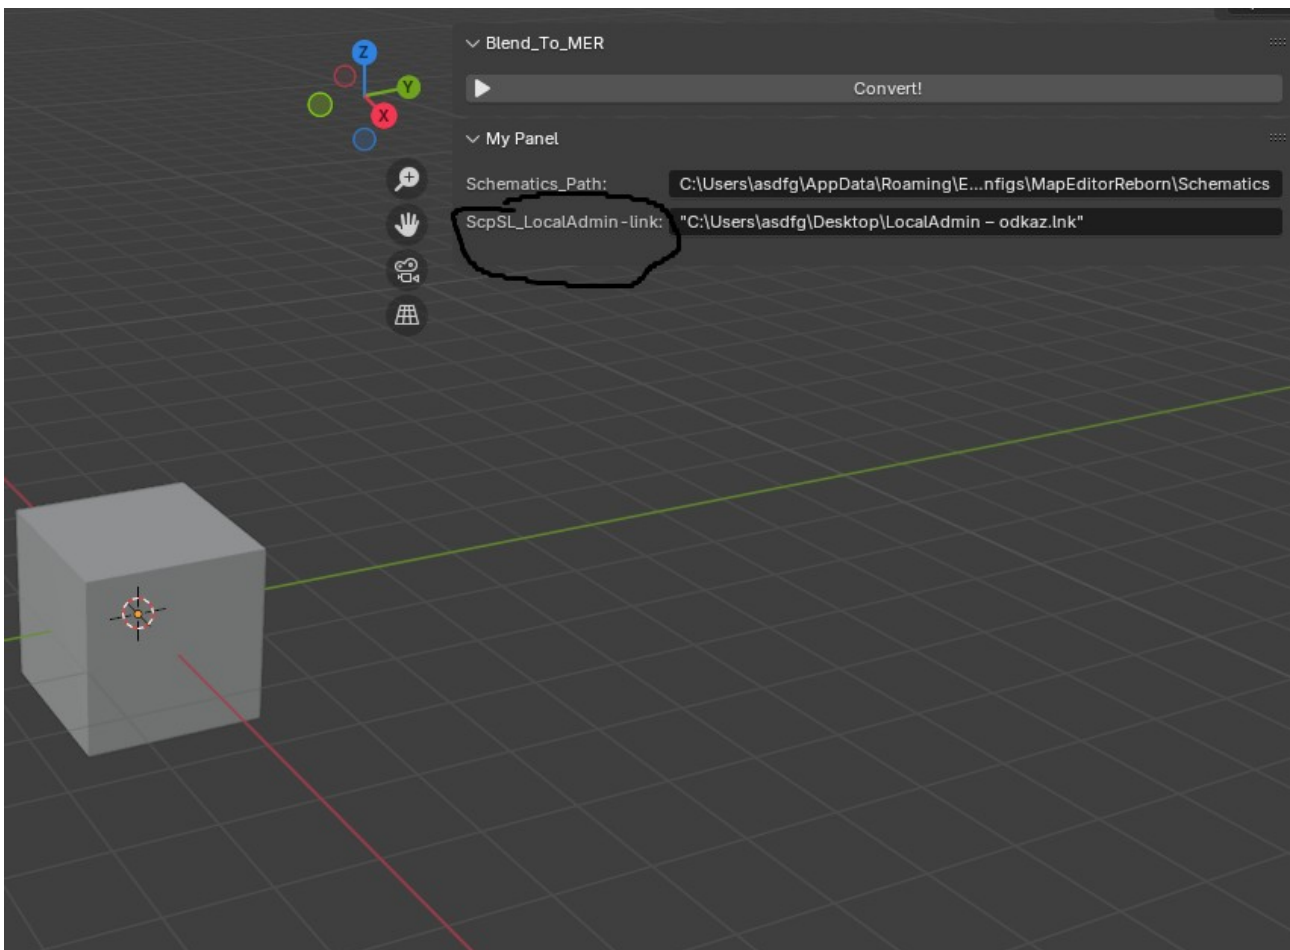 Blend_To_MER
Convert!
My Panel
Schematics_Path: C:\Users\asdfg\AppData\Roaming\E...nfigs\MapEditorReborn\Schematics
ScpSL_LocalAdmin-link: "C:\Users\asdfg\Desktop\LocalAdmin – odkaz.lnk"
Z
Y
X